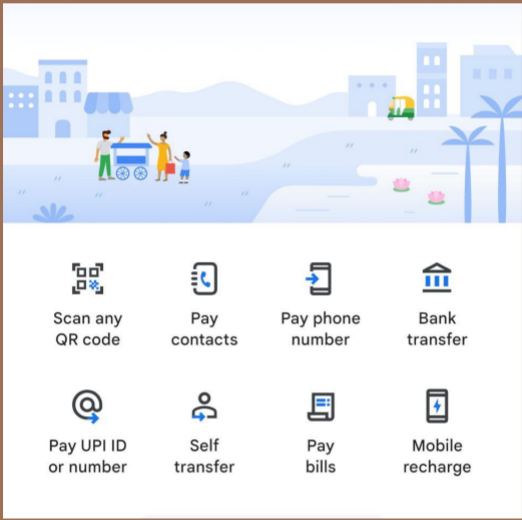 Scan any
QR code
Pay
contacts
Pay phone
number
Bank
transfer
Pay UPI ID
or number
Self
transfer
Pay
bills
Mobile
recharge